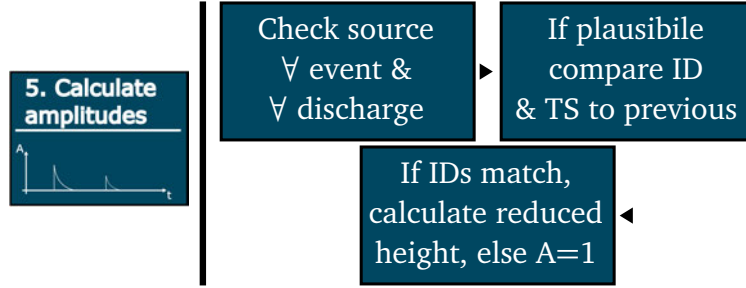 5. Calculate
amplitudes
A
t
Check source
∀ event &
∀ discharge
If plausibile
compare ID
& TS to previous
If IDs match,
calculate reduced
height, else A=1